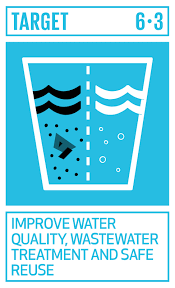 TARGET 6·3
IMPROVE WATER
QUALITY, WASTEWATER
TREATMENT AND SAFE
REUSE